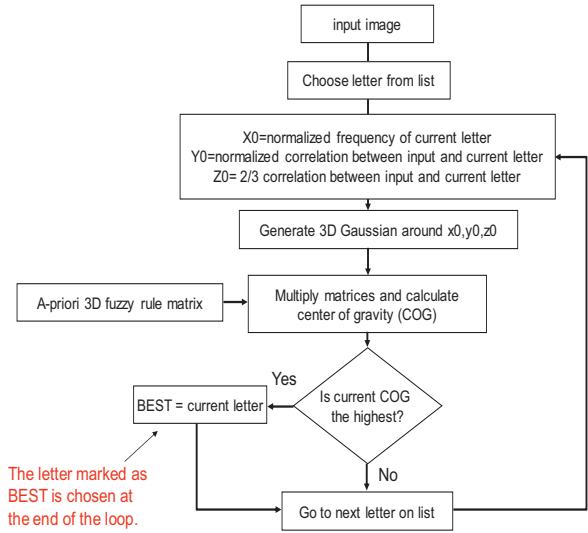 input image
Choose letter from list
X0=normalized frequency of current letter
Y0=normalized correlation between input and current letter
Z0= 2/3 correlation between input and current letter
Generate 3D Gaussian around x0,y0,z0
A-priori 3D fuzzy rule matrix
Multiply matrices and calculate
center of gravity (COG)
Is current COG
the highest?
Yes
BEST = current letter
The letter marked as
BEST is chosen at
the end of the loop.
No
Go to next letter on list